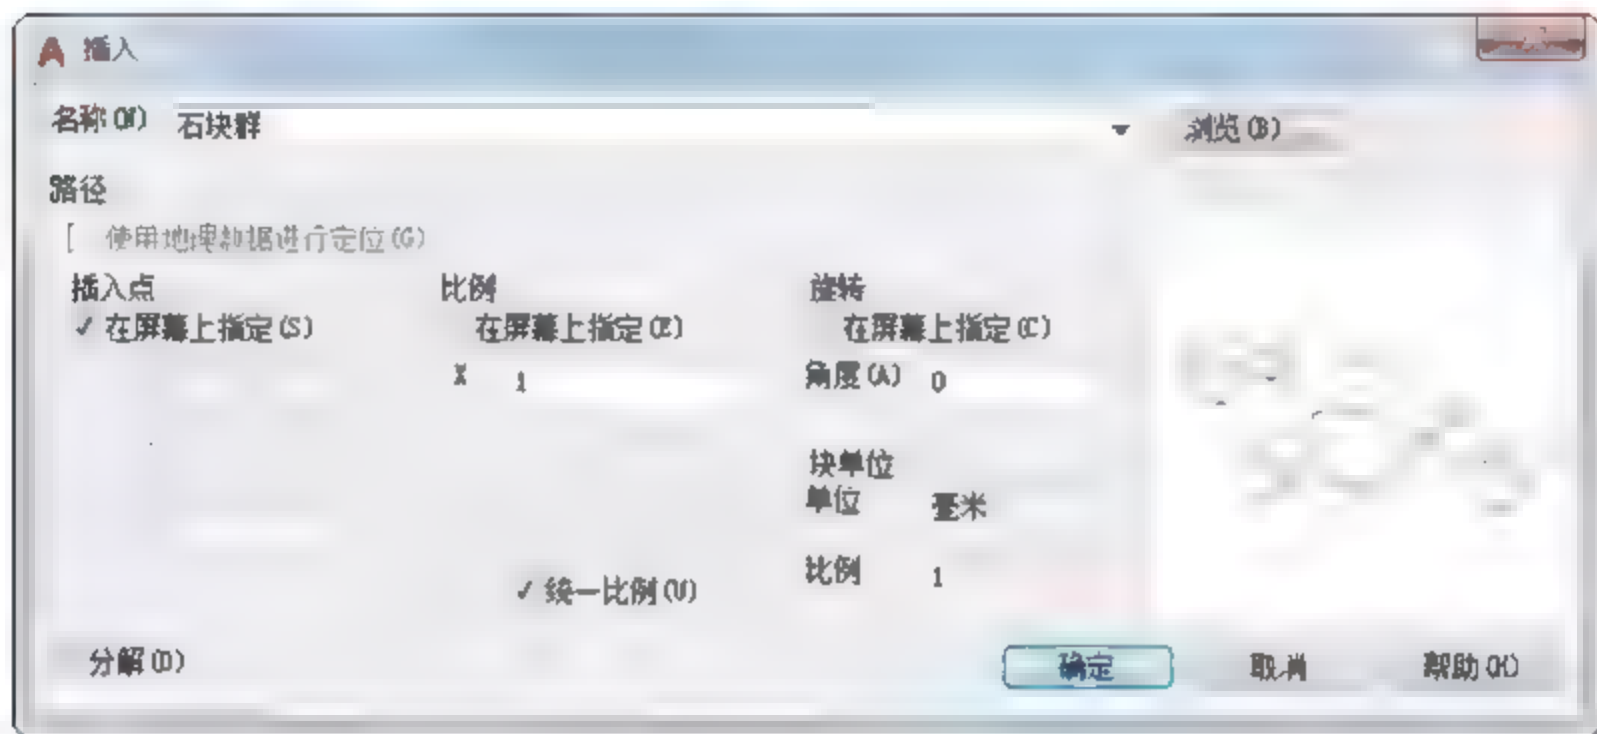 插入
名称(N) 石块群 浏览(B)
路径
使用地理数据进行定位(G)
插入点 比例 旋转
✓ 在屏幕上指定(S) 在屏幕上指定(E) 在屏幕上指定(C)
X 1 角度(A) 0
块单位
单位 毫米
比例 1
✓ 统一比例(U)
分解(D) 确定 取消 帮助(H)